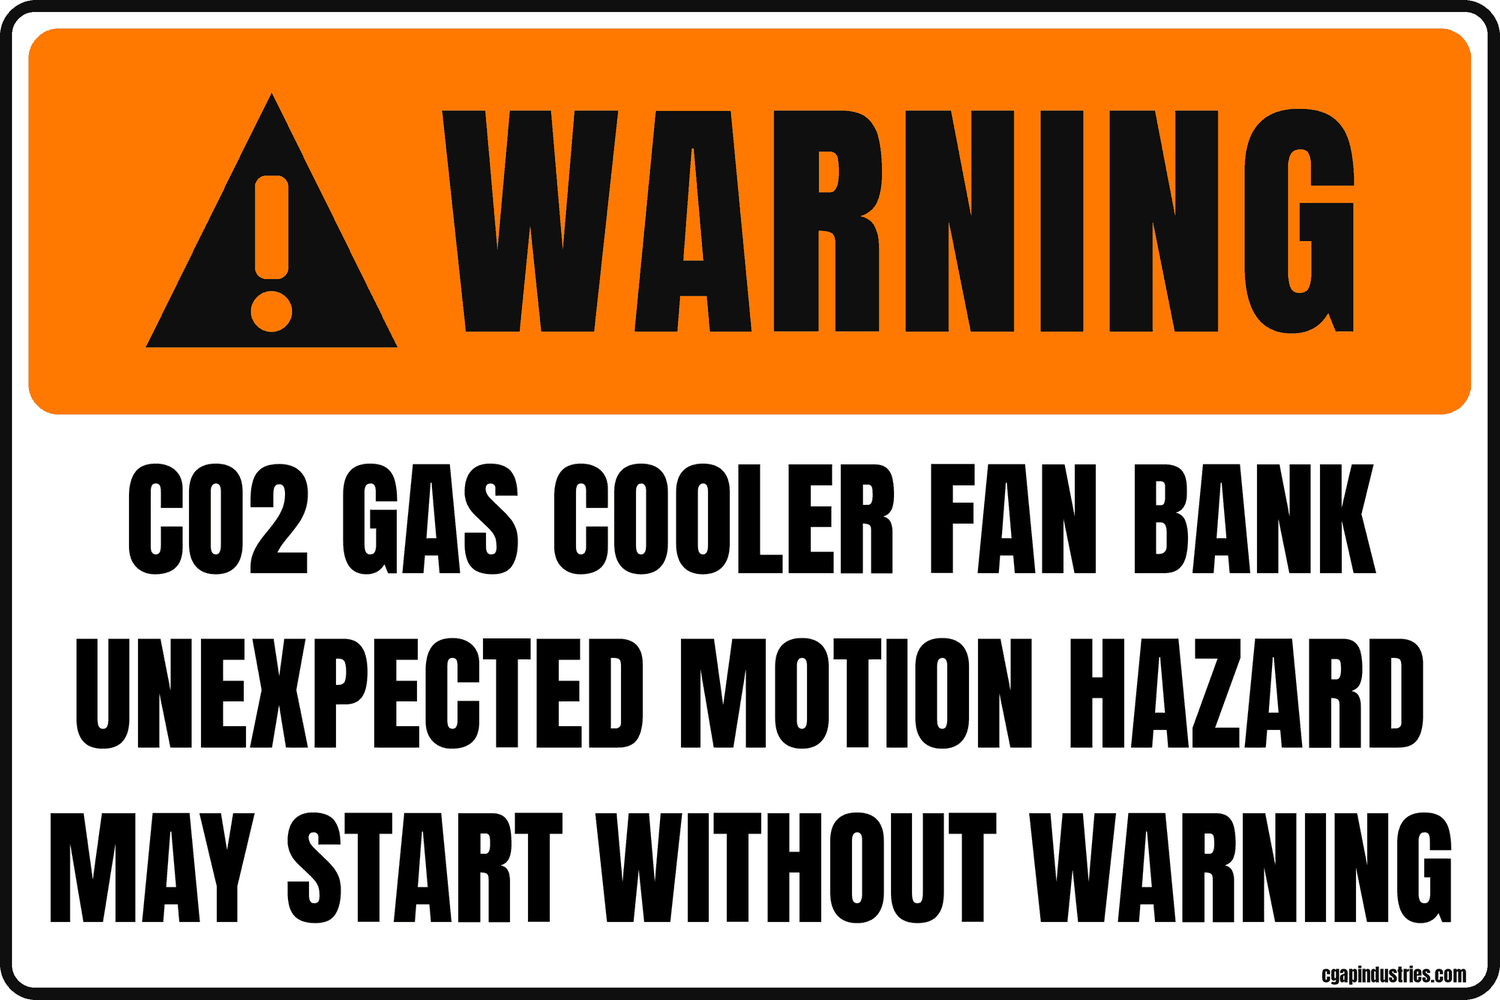 WARNING
CO2 GAS COOLER FAN BANK
UNEXPECTED MOTION HAZARD
MAY START WITHOUT WARNING
cgapindustries.com